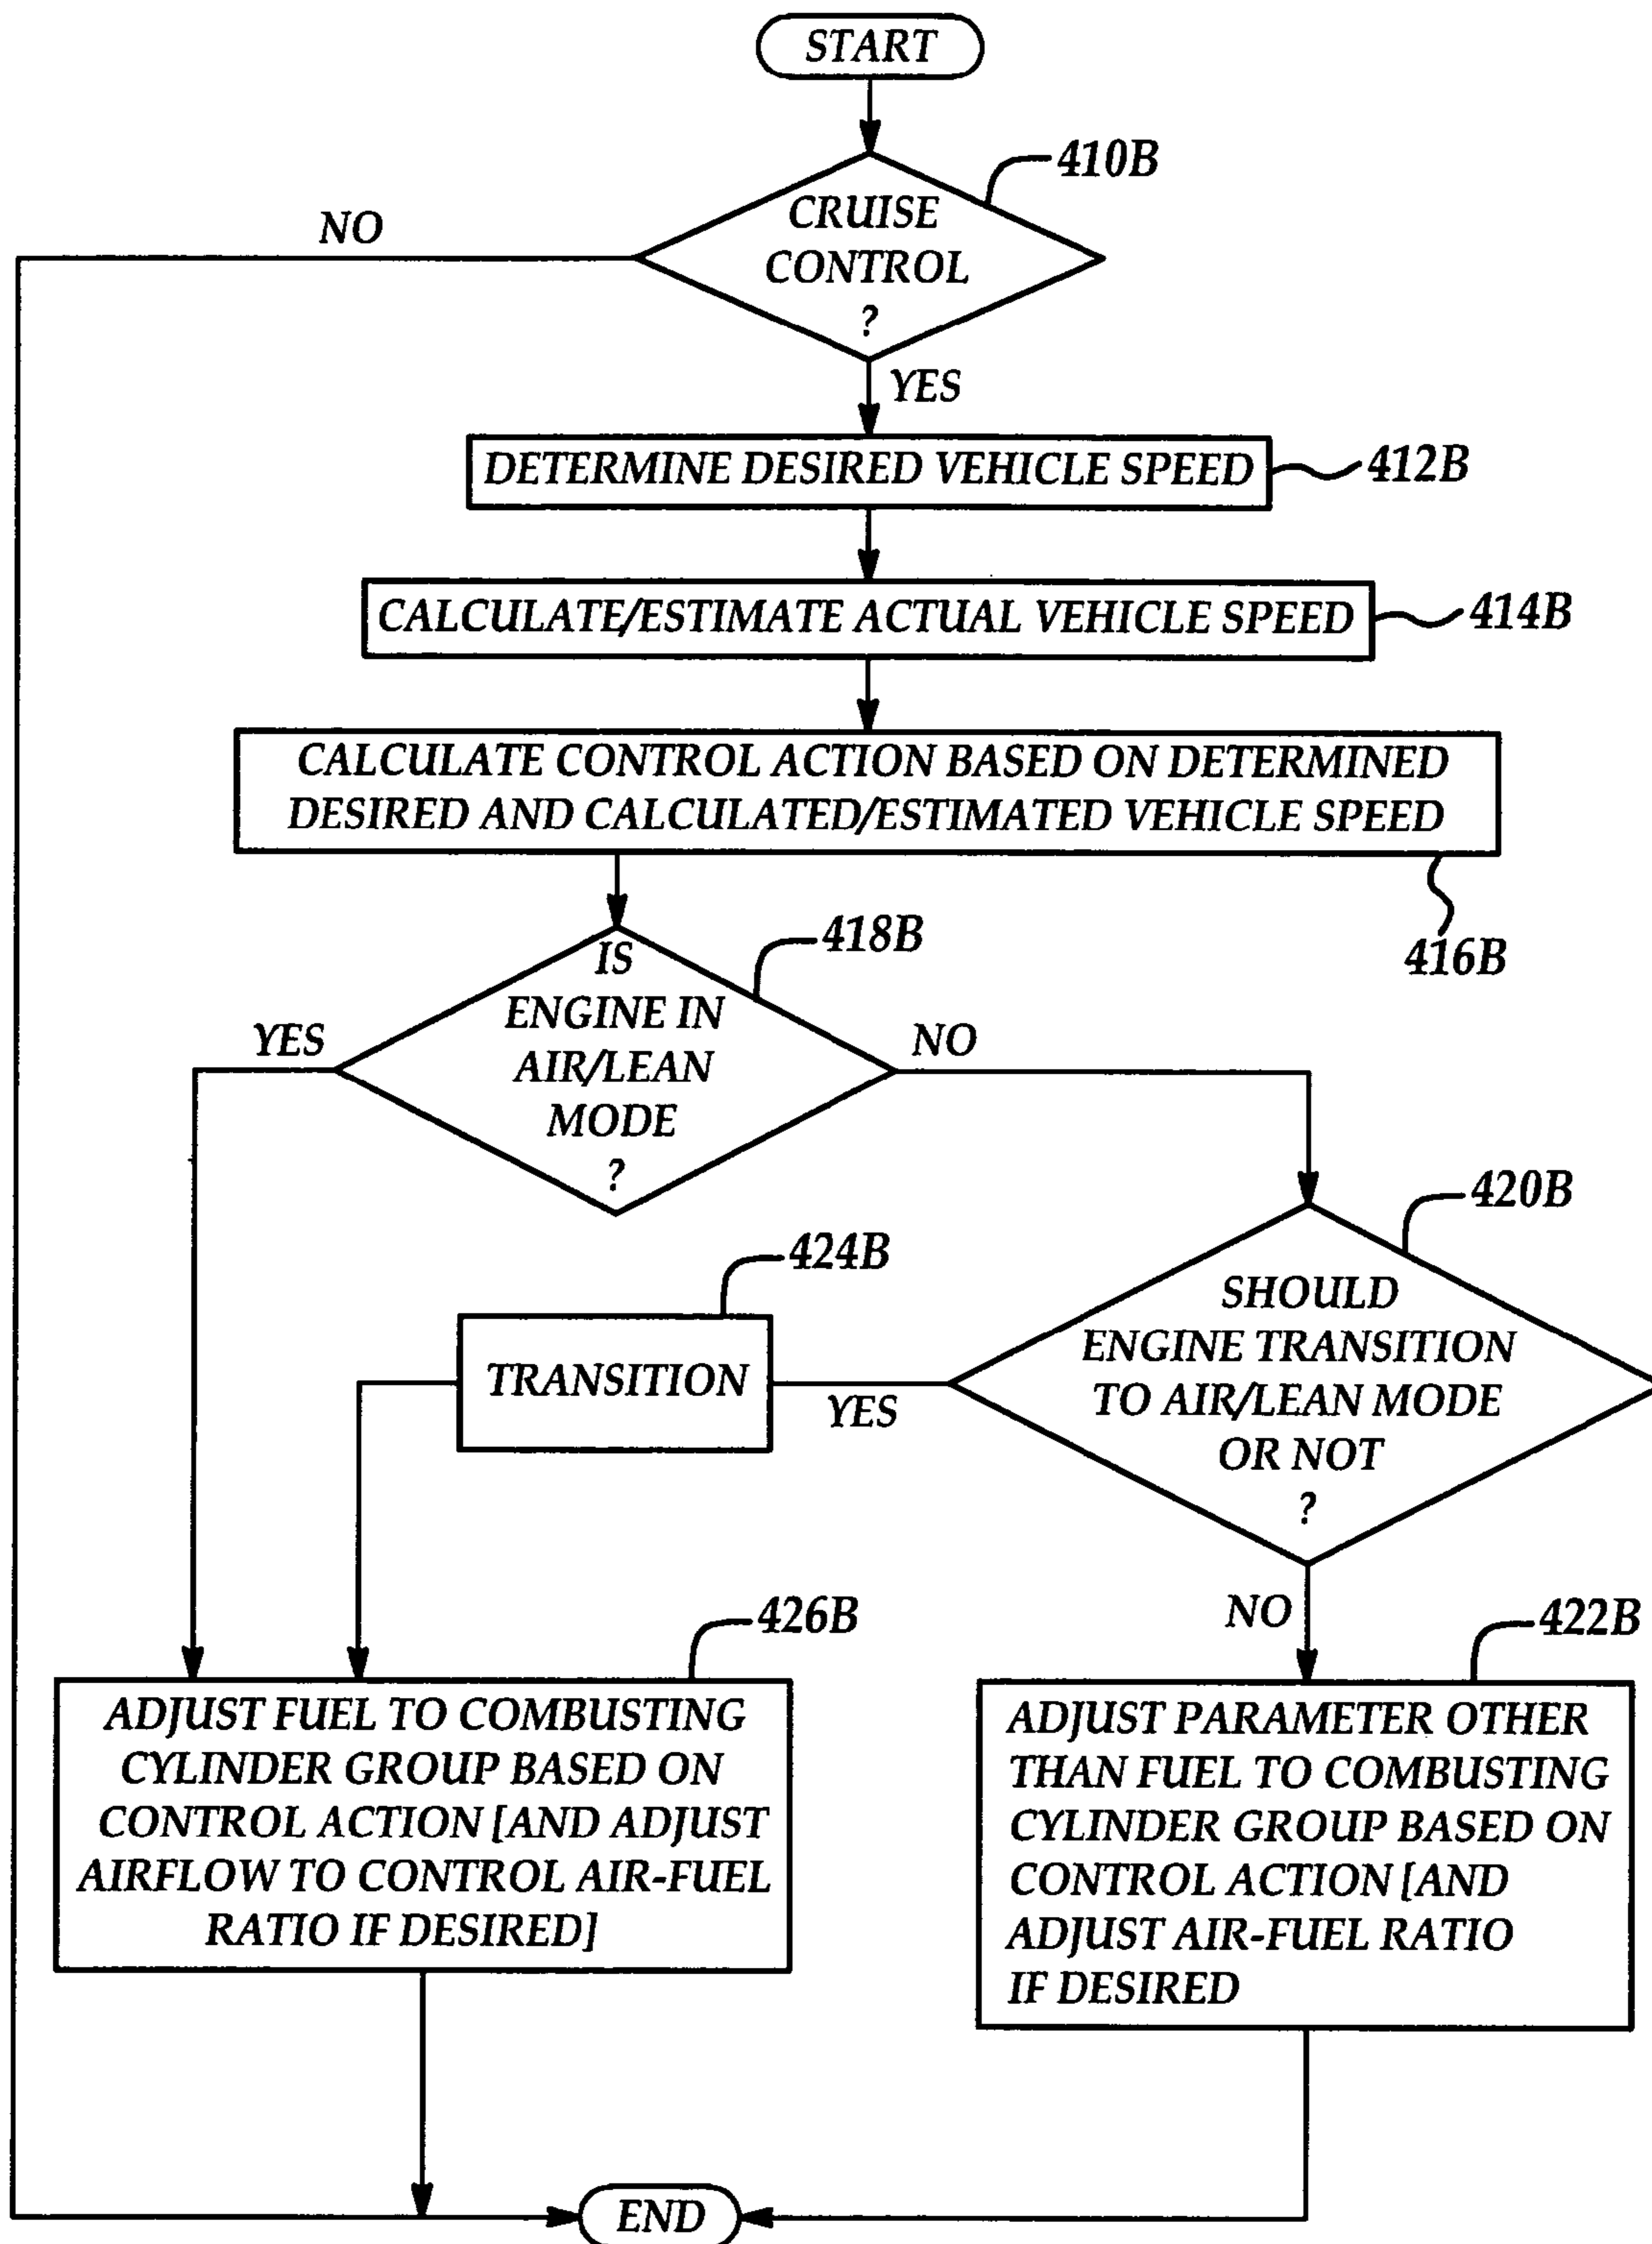 START
410B
CRUISE
CONTROL
?
NO
YES
DETERMINE DESIRED VEHICLE SPEED
412B
CALCULATE/ESTIMATE ACTUAL VEHICLE SPEED
414B
CALCULATE CONTROL ACTION BASED ON DETERMINED
DESIRED AND CALCULATED/ESTIMATED VEHICLE SPEED
416B
418B
IS
ENGINE IN
AIR/LEAN
MODE
?
YES
NO
420B
SHOULD
ENGINE TRANSITION
TO AIR/LEAN MODE
OR NOT
?
424B
TRANSITION
YES
NO
426B
ADJUST FUEL TO COMBUSTING
CYLINDER GROUP BASED ON
CONTROL ACTION [AND ADJUST
AIRFLOW TO CONTROL AIR-FUEL
RATIO IF DESIRED]
422B
ADJUST PARAMETER OTHER
THAN FUEL TO COMBUSTING
CYLINDER GROUP BASED ON
CONTROL ACTION [AND
ADJUST AIR-FUEL RATIO
IF DESIRED
END